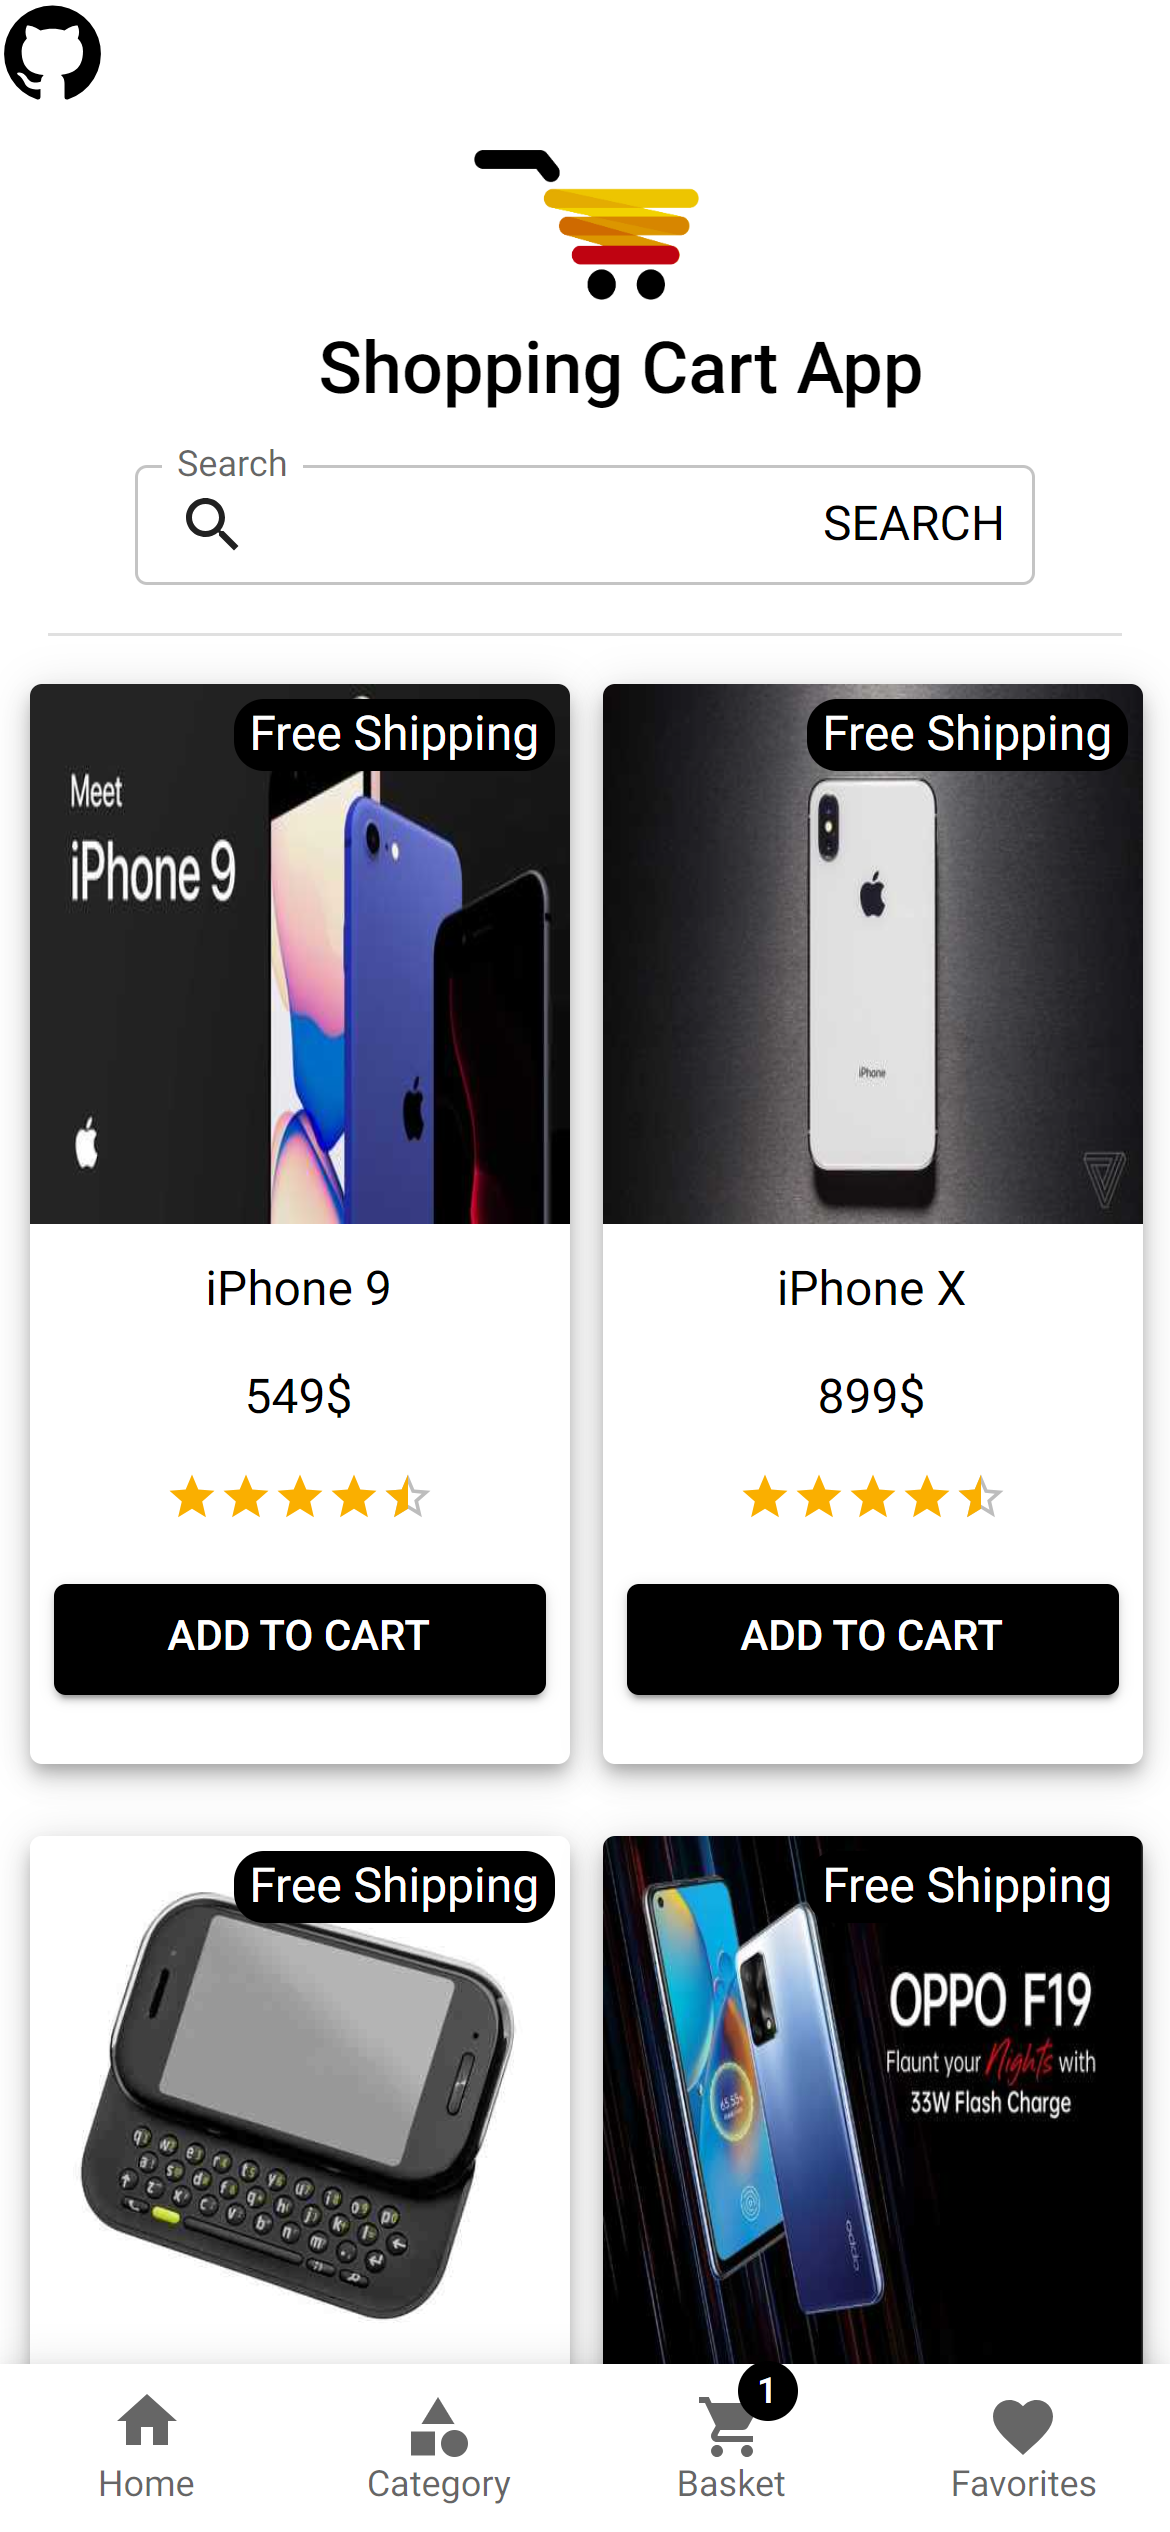 Shopping Cart App
Search
SEARCH
Free Shipping
Meet
iPhone 9
iPhone 9
549$
ADD TO CART
Free Shipping
iPhone
iPhone X
899$
ADD TO CART
Free Shipping
Free Shipping
OPPO F19
Flaunt your Nights with
33W Flash Charge
oppo
Home
Category
1
Basket
Favorites